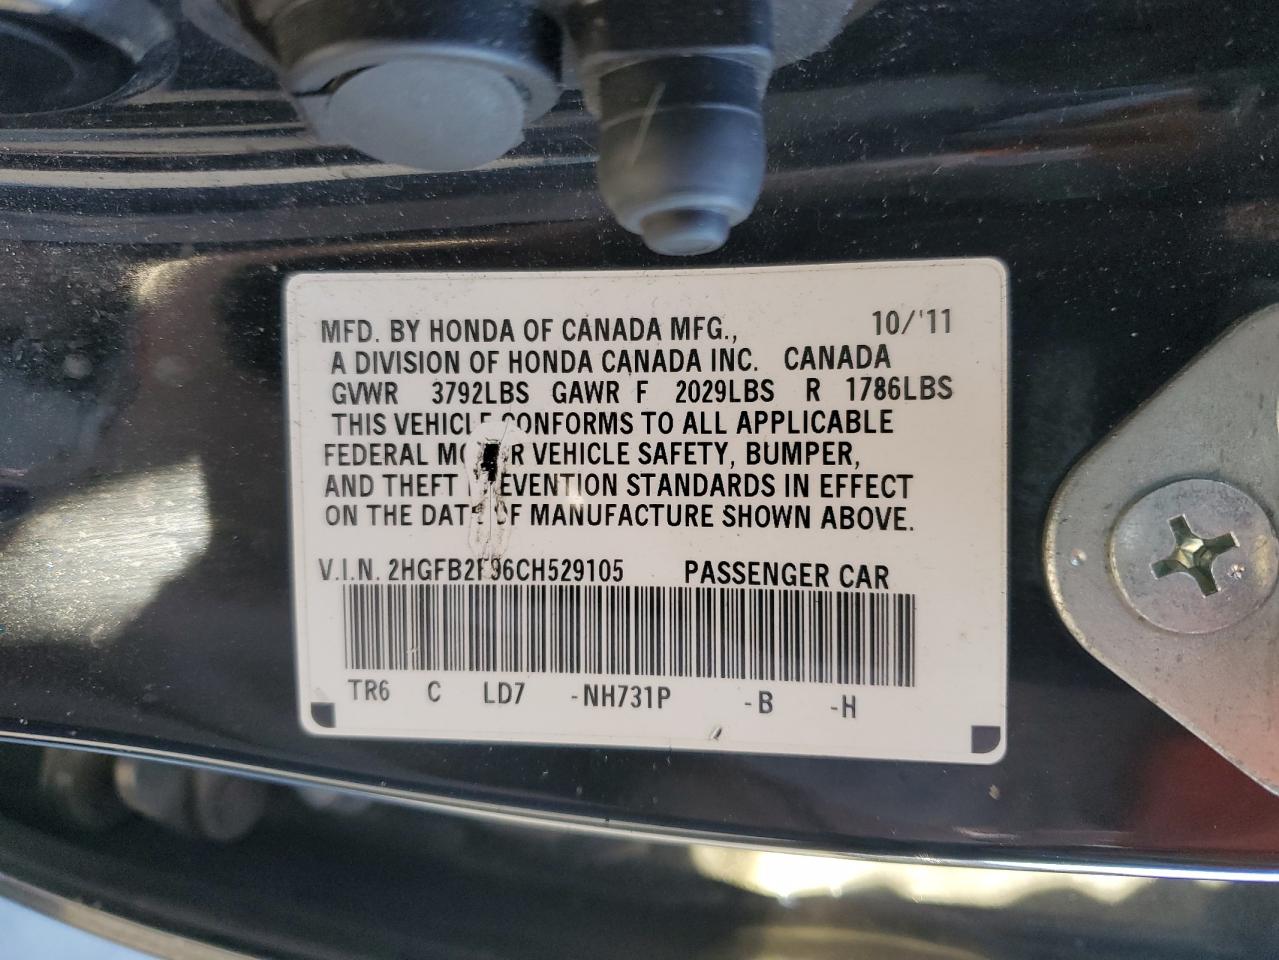 MFD. BY HONDA OF CANADA MFG., 10/'11
A DIVISION OF HONDA CANADA INC. CANADA
GVWR 3792LBS GAWR F 2029LBS R 1786LBS
THIS VEHICLE CONFORMS TO ALL APPLICABLE
FEDERAL VEHICLE SAFETY, BUMPER,
AND THEFT STANDARDS IN EFFECT
ON THE DATE OF MANUFACTURE SHOWN ABOVE.
V.I.N. 2HGFB2F96CH529105 PASSENGER CAR
TR6 C LD7 -NH731P -B -H